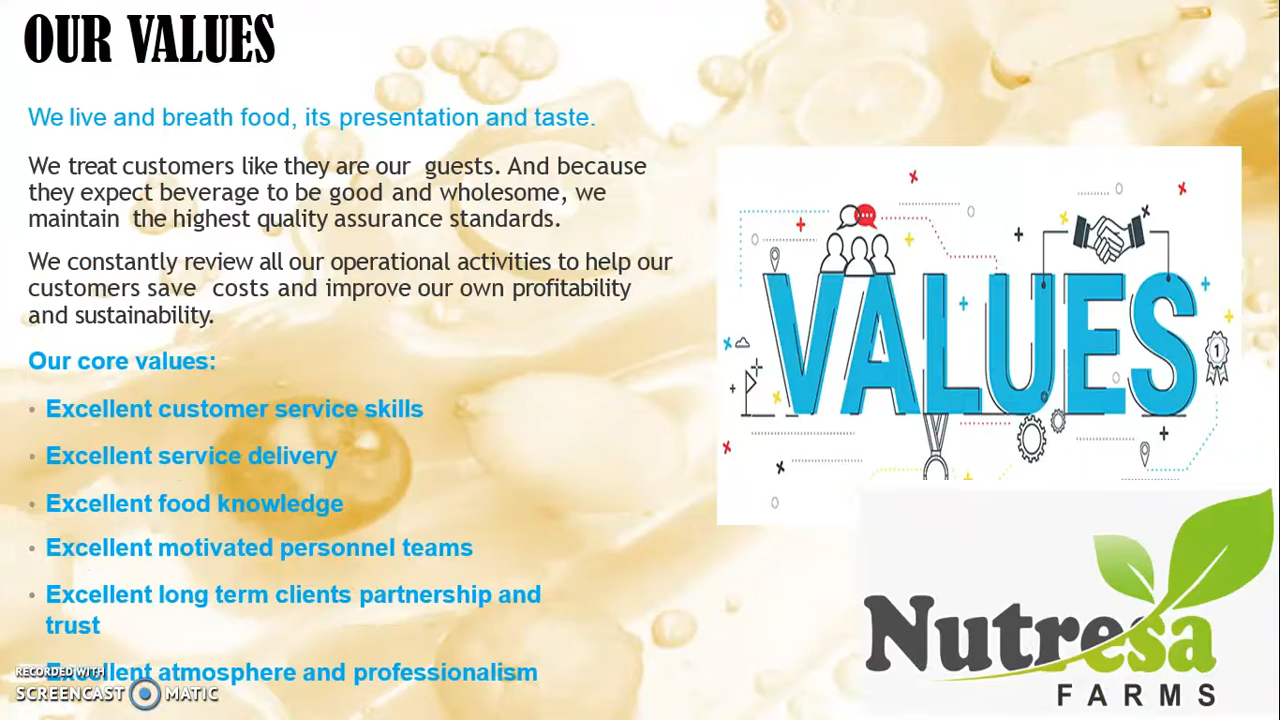 OUR VALUES
We live and breath food, its presentation and taste.
We treat customers like they are our guests. And because
they expect beverage to be good and wholesome, we
maintain the highest quality assurance standards.
We constantly review all our operational activities to help our
customers save costs and improve our own profitability
and sustainability.
Our core values:
• Excellent customer service skills
• Excellent service delivery
• Excellent food knowledge
• Excellent motivated personnel teams
• Excellent long term clients partnership and
trust
Excellent atmosphere and professionalism
RECORDED WITH
SCREENCAST MATIC
VALUES
1
Nutresa
FARMS